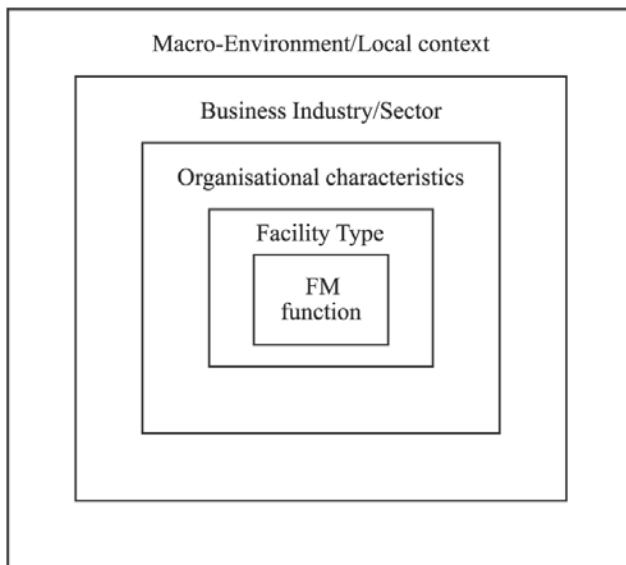 Macro-Environment/Local context
Business Industry/Sector
Organisational characteristics
Facility Type
FM
function